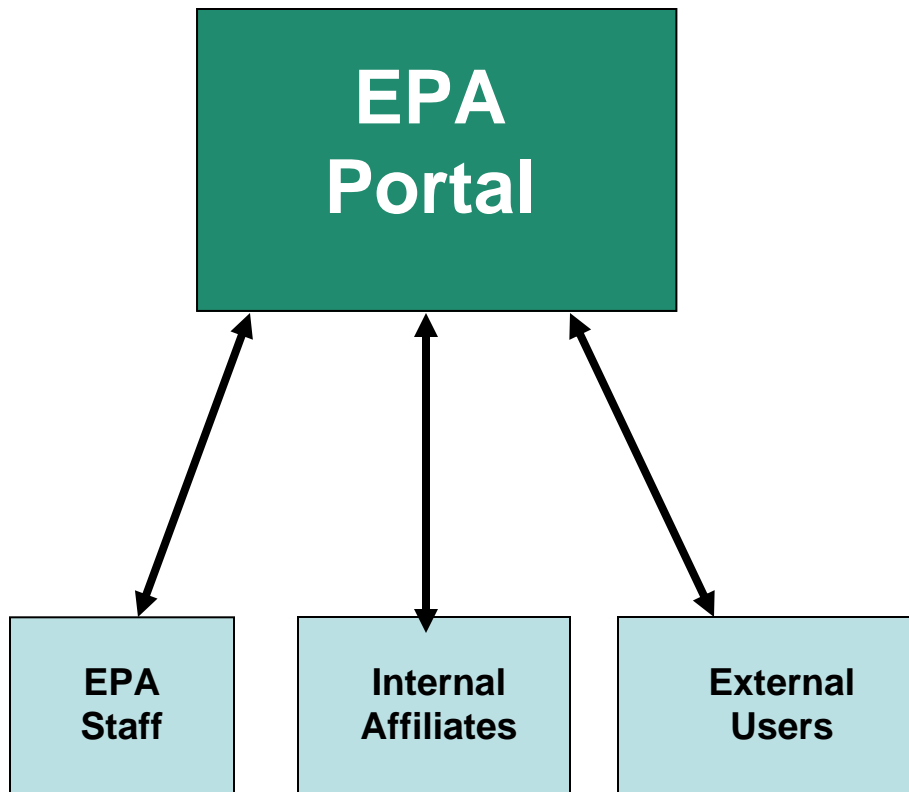 EPA
Portal
EPA
Staff
Internal
Affiliates
External
Users